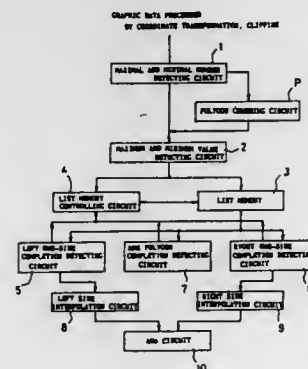 GRAPHIC DATA PROCESSED
BY COORDINATE TRANSFORMATION, CLIPPING
1
MAXIMAL AND MINIMAL NUMBER
DETECTING CIRCUIT
P
POLYGON CHANGING CIRCUIT
MAXIMUM AND MINIMUM VALUE
DETECTING CIRCUIT
2
4
3
LIST MEMORY
CONTROLLING CIRCUIT
LIST MEMORY
LEFT ONE-SIDE
COMPLETION DETECTING
CIRCUIT
POLYGON
COMPLETION DETECTING
CIRCUIT
RIGHT ONE-SIDE
COMPLETION DETECTING
CIRCUIT
5
7
LEFT SIDE
INTERPOLATION CIRCUIT
RIGHT SIDE
INTERPOLATION CIRCUIT
8
9
CIRCUIT
10